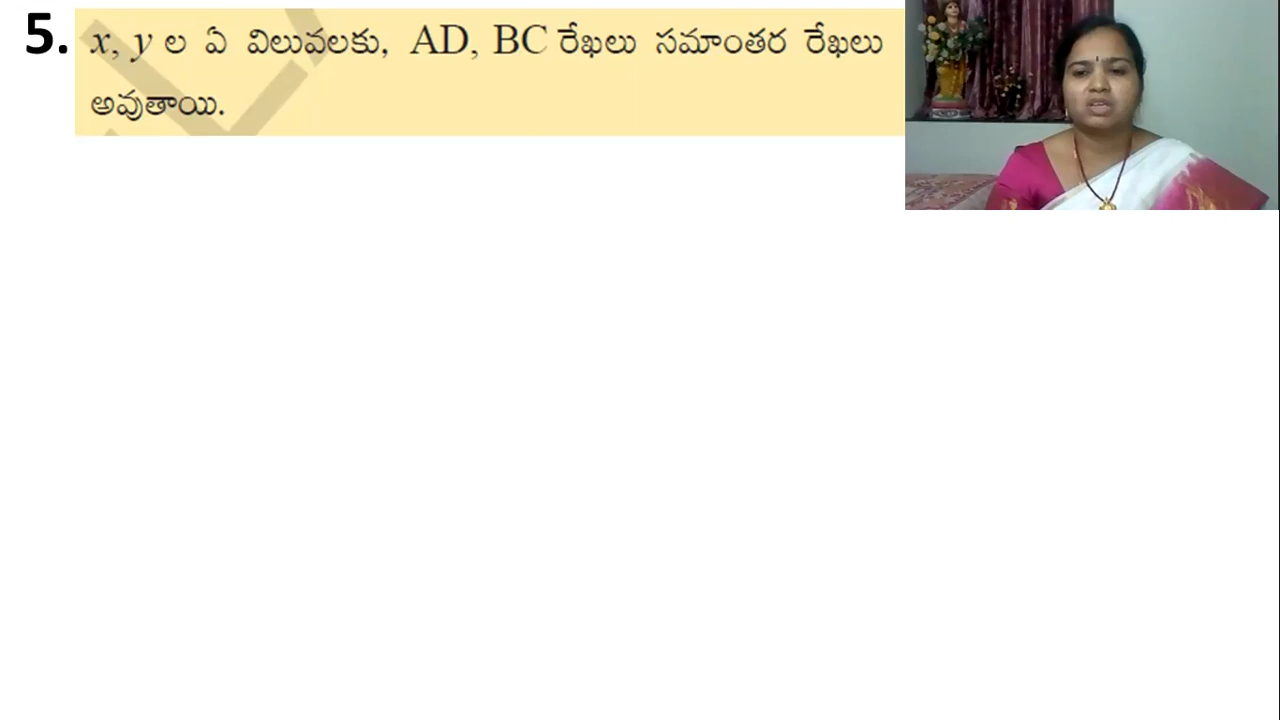 5. x, y ల ఏ విలువలకు, AD, BC రేఖలు సమాంతర రేఖలు
అవుతాయి.